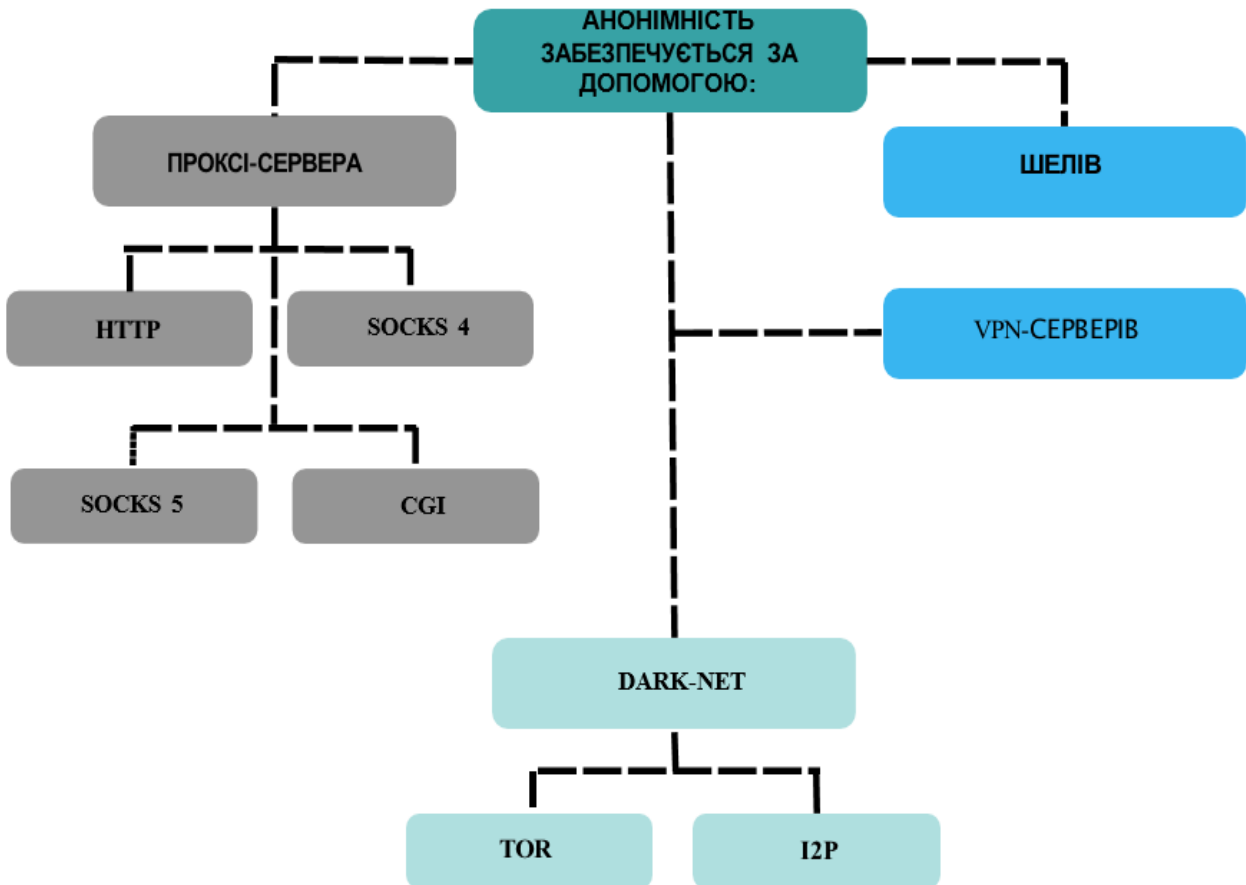 АНОНІМНІСТЬ
ЗАБЕЗПЕЧУЄТЬСЯ ЗА
ДОПОМОГОЮ:
ПРОКСІ-СЕРВЕРА
ШЕЛІВ
HTTP
SOCKS 4
VPN-СЕРВЕРІВ
SOCKS 5
CGI
DARK-NET
TOR
I2P